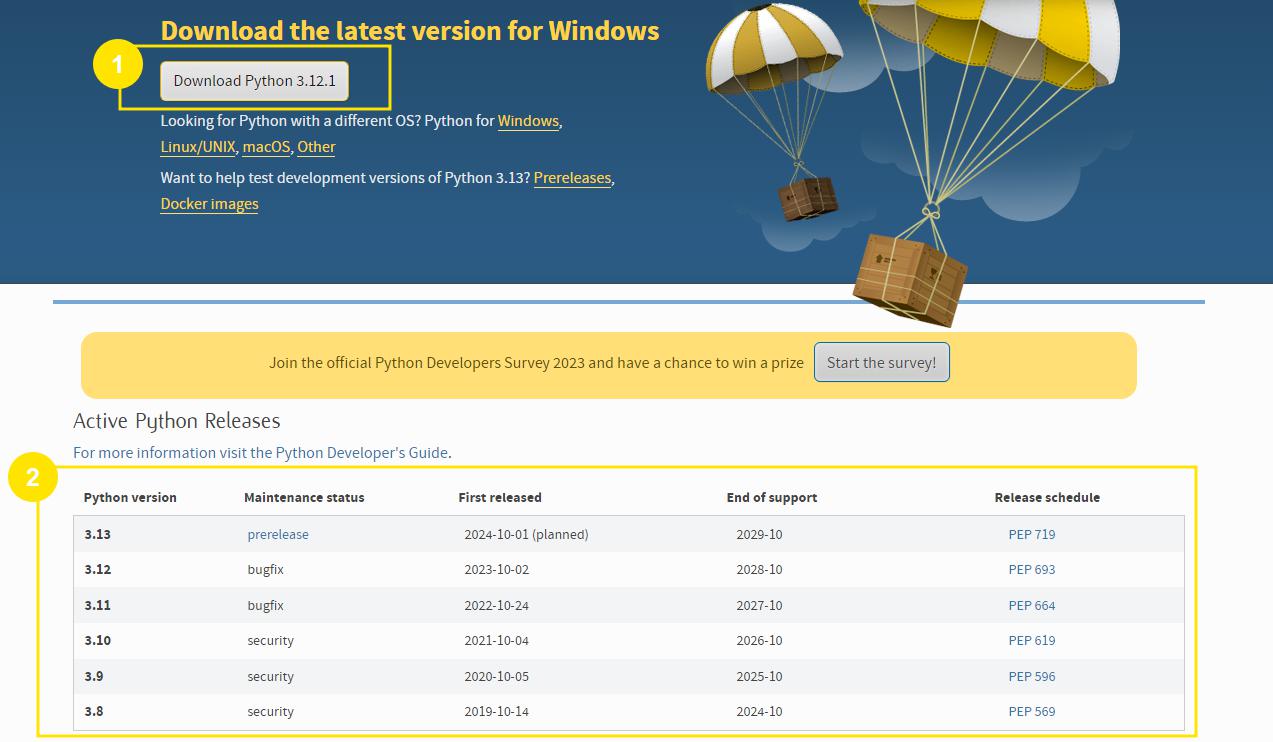 Download the latest version for Windows
1
Download Python 3.12.1
Looking for Python with a different OS? Python for Windows,
Linux/UNIX, macOS, Other
Want to help test development versions of Python 3.13? Prereleases,
Docker images
Join the official Python Developers Survey 2023 and have a chance to win a prize Start the survey!
Active Python Releases
For more information visit the Python Developer's Guide.
2
Python version Maintenance status First released End of support Release schedule
3.13 prerelease 2024-10-01 (planned) 2029-10 PEP 719
3.12 bugfix 2023-10-02 2028-10 PEP 693
3.11 bugfix 2022-10-24 2027-10 PEP 664
3.10 security 2021-10-04 2026-10 PEP 619
3.9 security 2020-10-05 2025-10 PEP 596
3.8 security 2019-10-14 2024-10 PEP 569